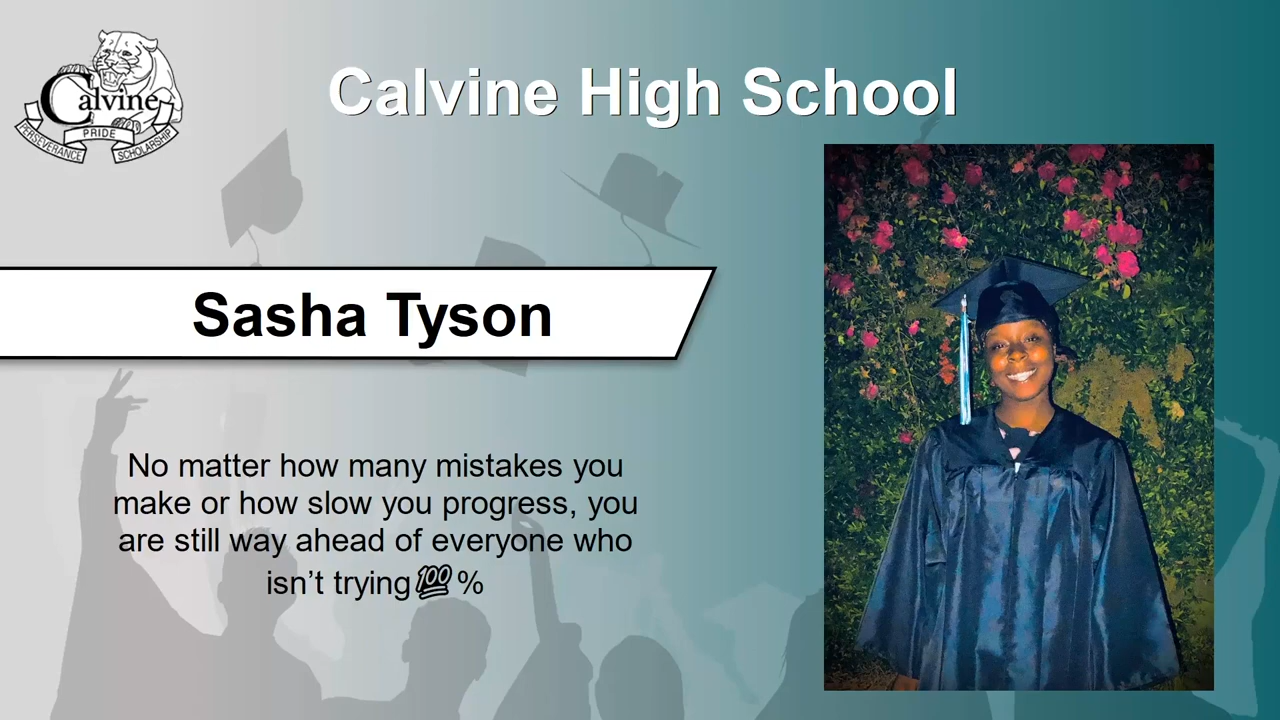 Calvine
PERSEVERANCE
PRIDE
SCHOLARSHIP
Calvine High School
Sasha Tyson
No matter how many mistakes you
make or how slow you progress, you
are still way ahead of everyone who
isn’t trying💯%